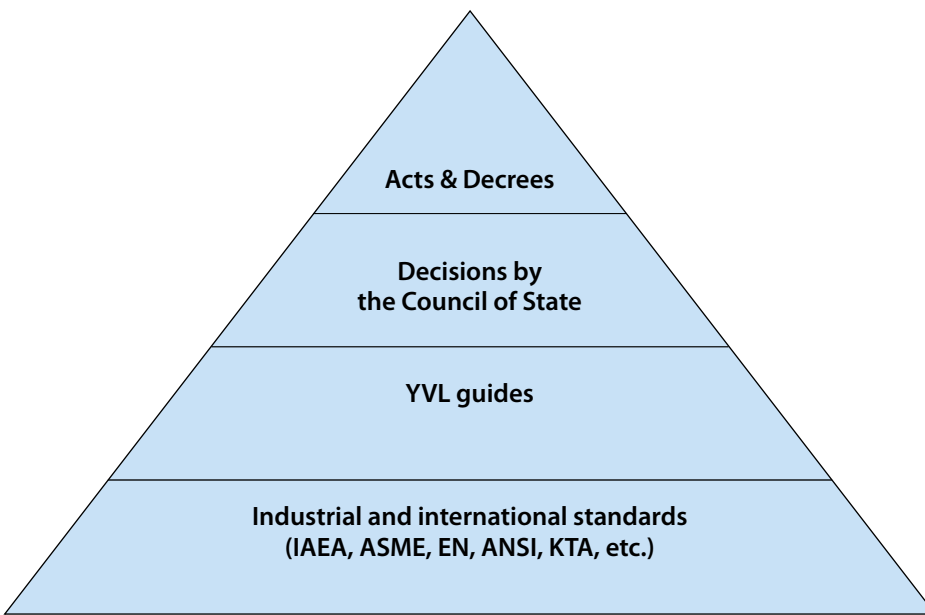 Acts & Decrees
Decisions by
the Council of State
YVL guides
Industrial and international standards
(IAEA, ASME, EN, ANSI, KTA, etc.)